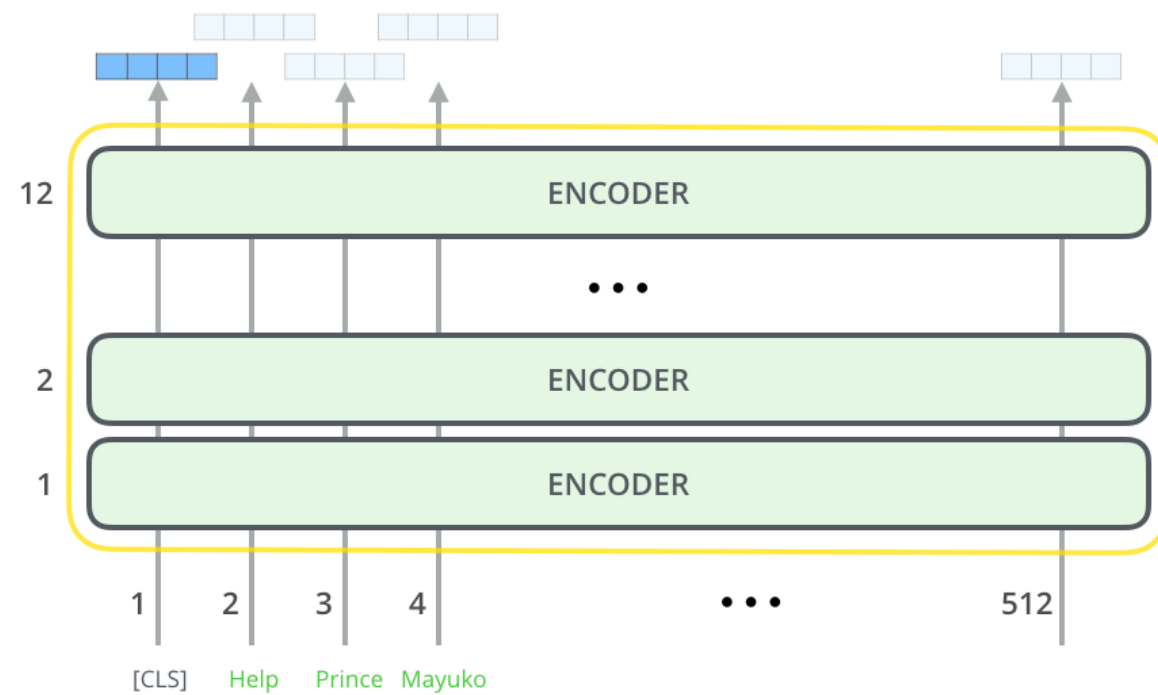 12 ENCODER
•••
2 ENCODER
1 ENCODER
1 2 3 4 ••• 512
[CLS] Help Prince Mayuko